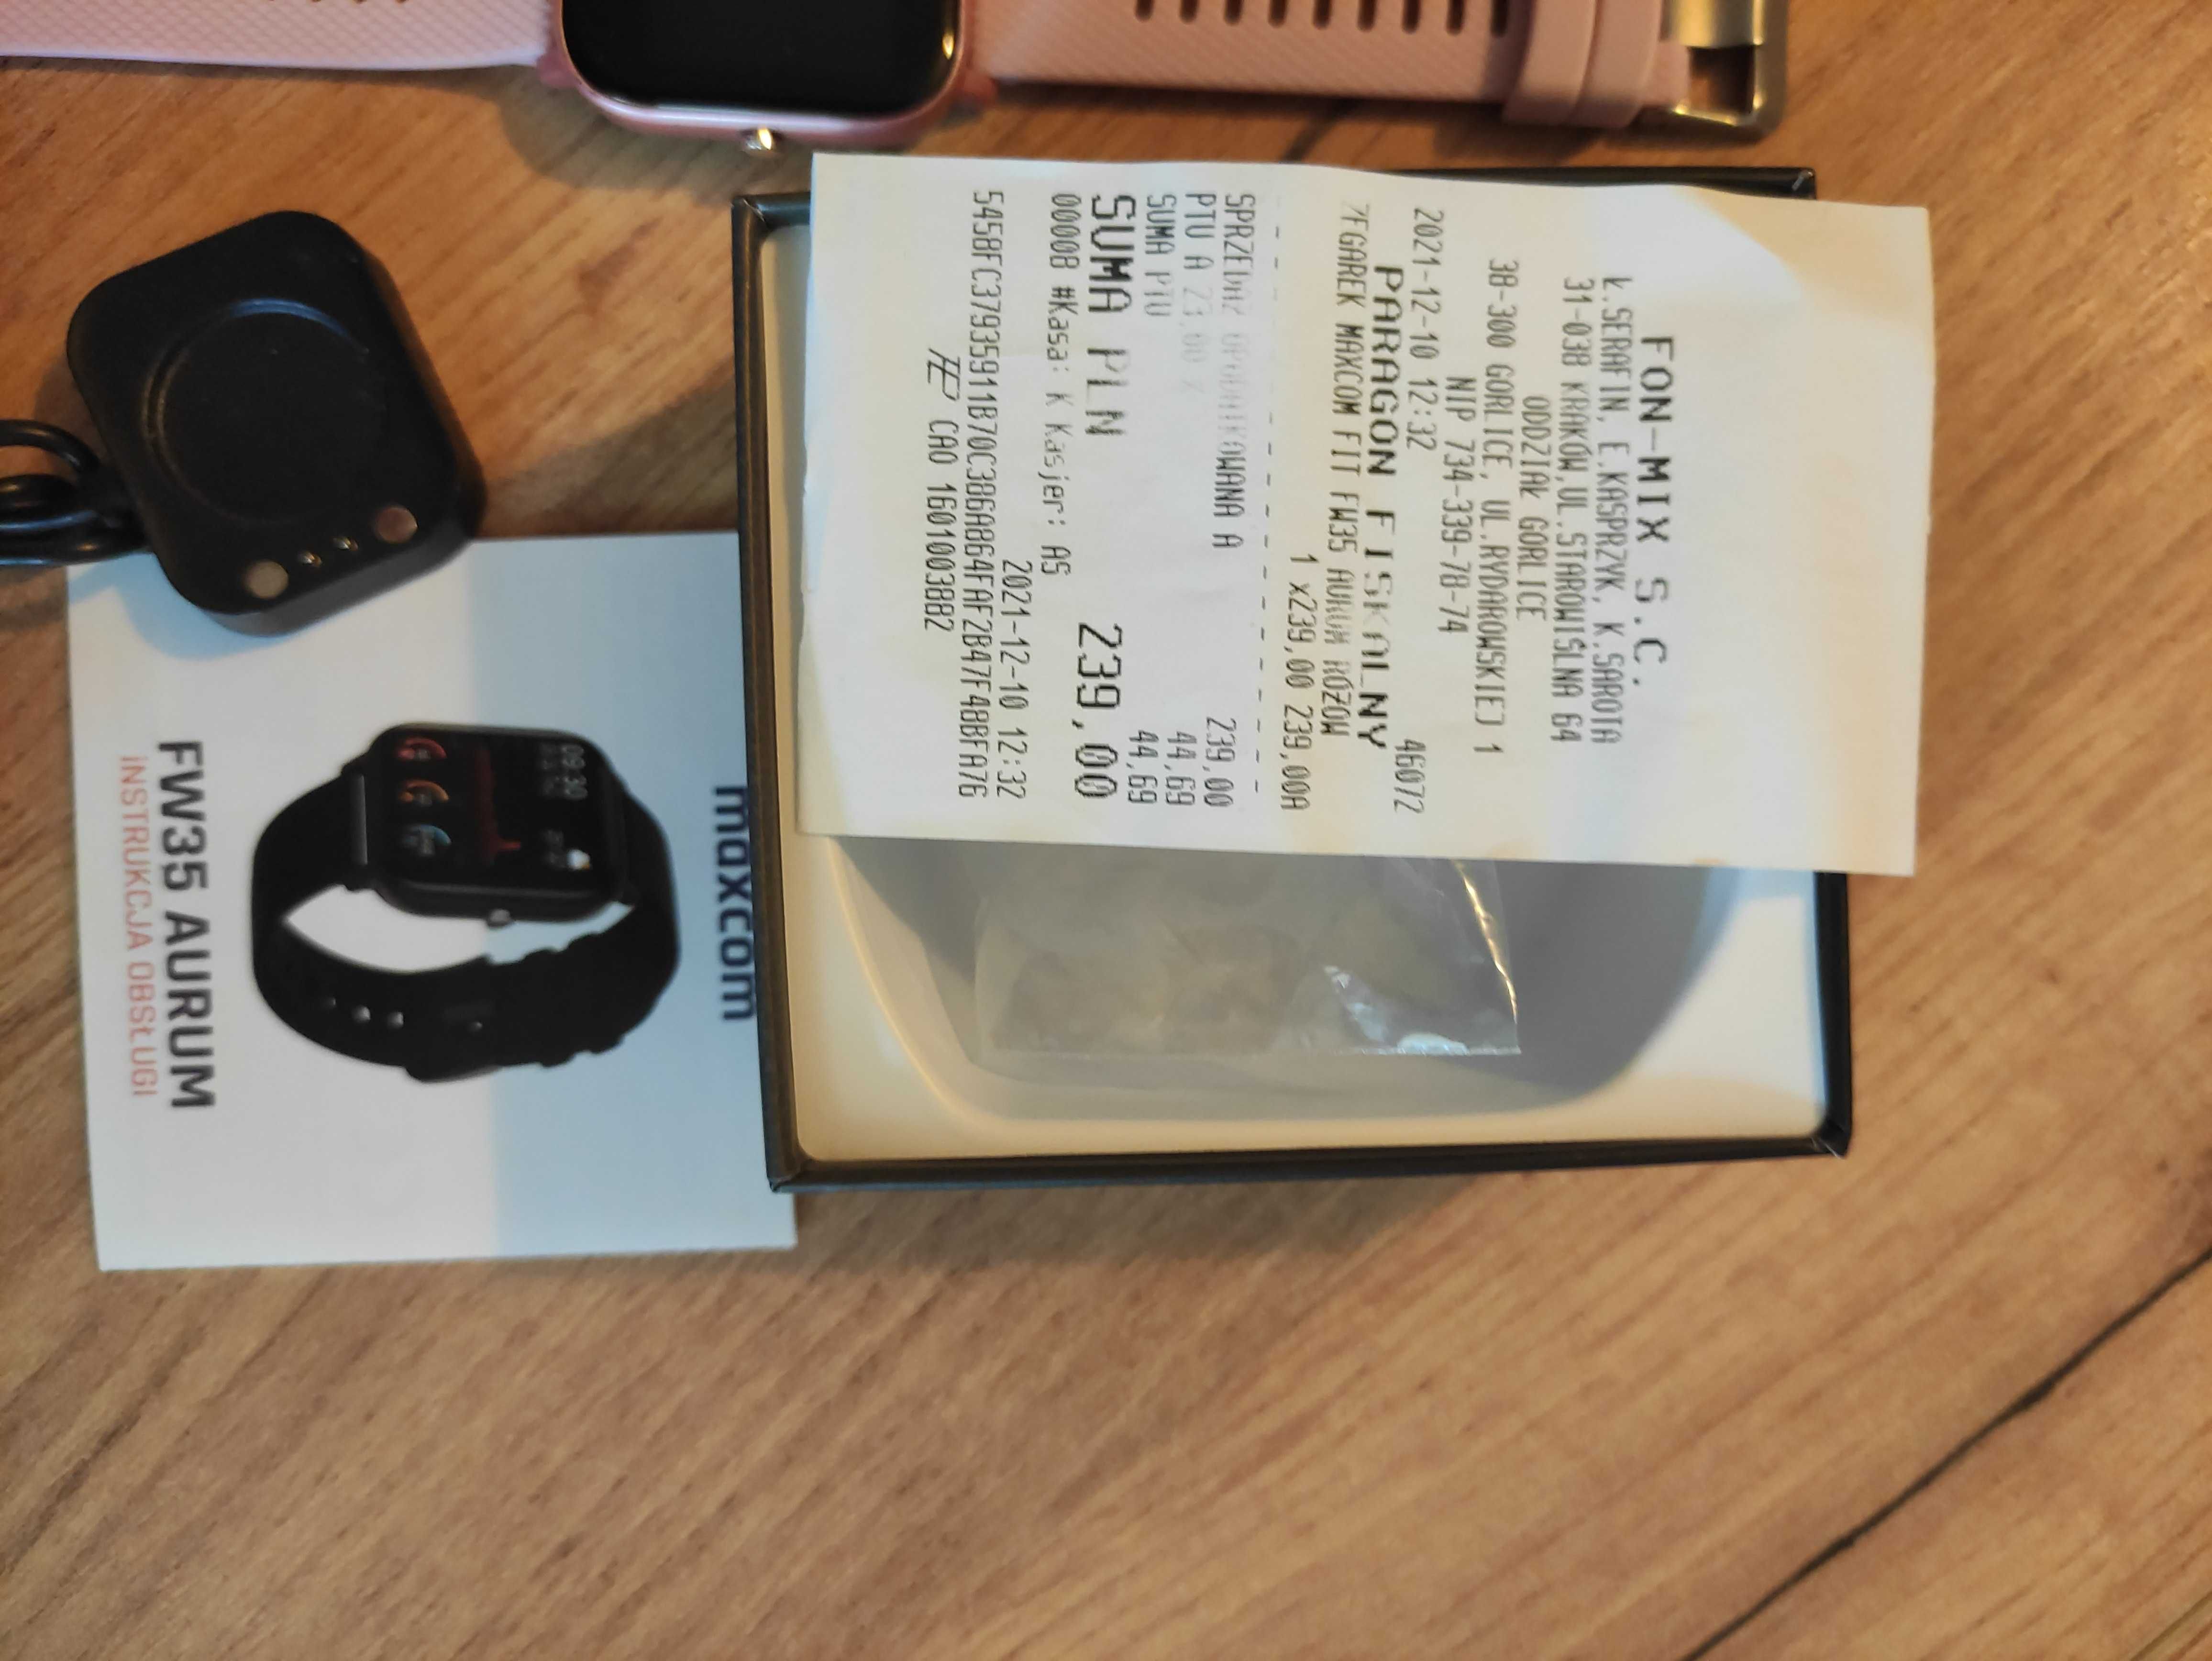 FON-MIX S.C.
Ł.SERAFIN, E.KASPRZYK, K.SAROTA
31-038 KRAKÓW,UL.STAROWIŚLNA 64
ODDZIAŁ GORLICE
38-300 GORLICE, UL.RYDAROWSKIEJ 1
NIP 734-339-78-74
2021-12-10 12:32 46072
PARAGON FISKALNY
ZEGAREK MAXCOM FIT FW35 AURUM RÓŻOW
1 x239,00 239,00A
SPRZEDAŻ OPODATKOWANA A 239,00
PTU A 23,00 % 44,69
SUMA PTU 44,69
SUMA PLN 239,00
00008 #Kasa: K Kasjer: AS 2021-12-10 12:32
5458FC37935911B70C386A864FAF2B47F48BFA76
CAO 1601003882
maxcom
09:30
FW35 AURUM
INSTRUKCJA OBSŁUGI